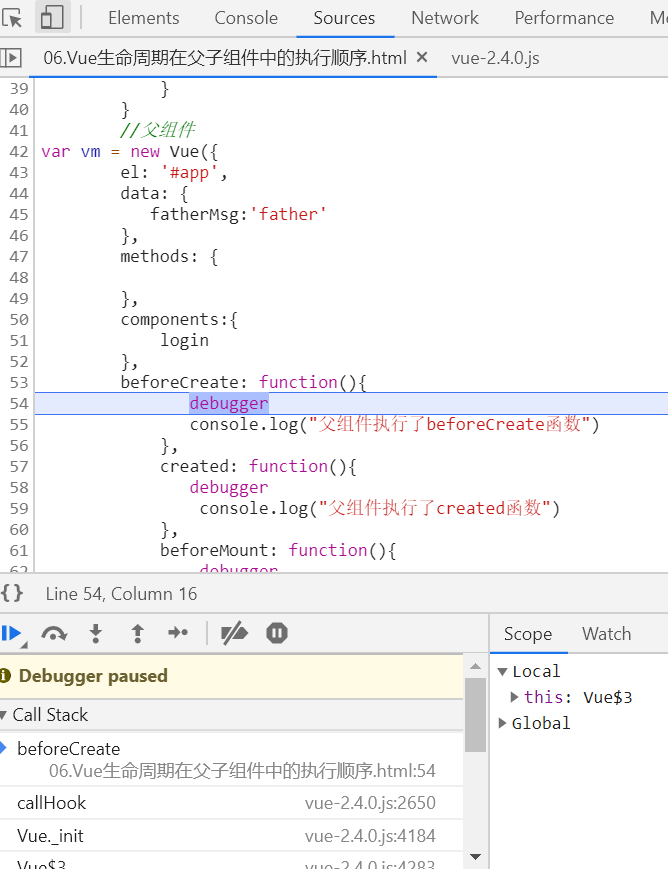 Elements Console Sources Network Performance
06.Vue生命周期在父子组件中的执行顺序.html × vue-2.4.0.js
39 }
40 }
41 //父组件
42 var vm = new Vue({
43 el: '#app',
44 data: {
45 fatherMsg:'father'
46 },
47 methods: {
48
49 },
50 components:{
51 login
52 },
53 beforeCreate: function(){
54 debugger
55 console.log("父组件执行了beforeCreate函数")
56 },
57 created: function(){
58 debugger
59 console.log("父组件执行了created函数")
60 },
61 beforeMount: function(){
62 debugger
{} Line 54, Column 16
Scope Watch
Debugger paused
Call Stack
beforeCreate
06.Vue生命周期在父子组件中的执行顺序.html:54
callHook vue-2.4.0.js:2650
Vue._init vue-2.4.0.js:4184
Vue$3 vue-2.4.0.js:4283
Local
this: Vue$3
Global